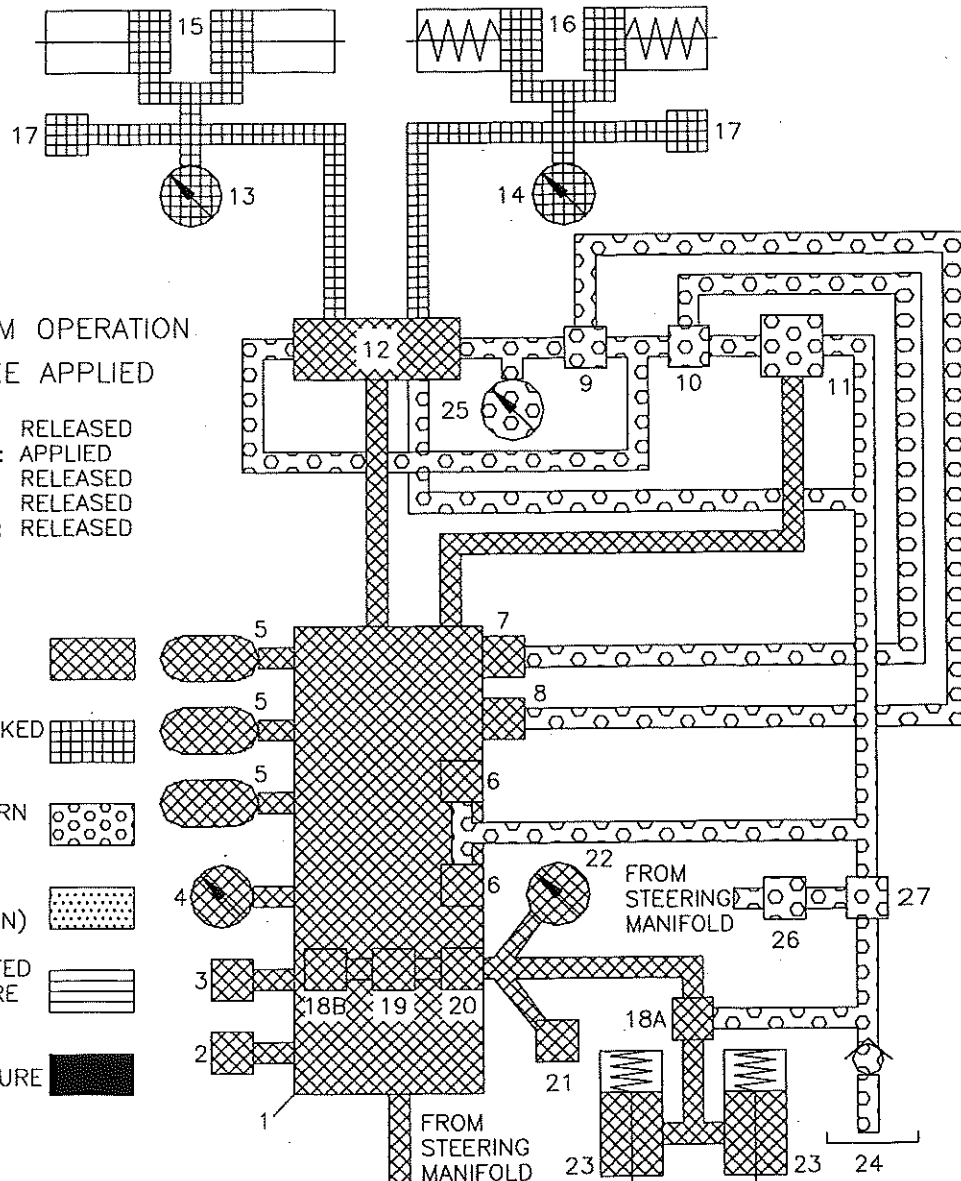 15
16
17
17
13
14
M OPERATION
EE APPLIED
RELEASED
: APPLIED
RELEASED
RELEASED
: RELEASED
12
25
9
10
11
5
7
5
8
KED
5
6
RN
22
4
6
FROM
STEERING
MANIFOLD
27
26
N)
TED
3
18B
19
20
RE
18A
2
21
URE
1
FROM
STEERING
MANIFOLD
23
23
24